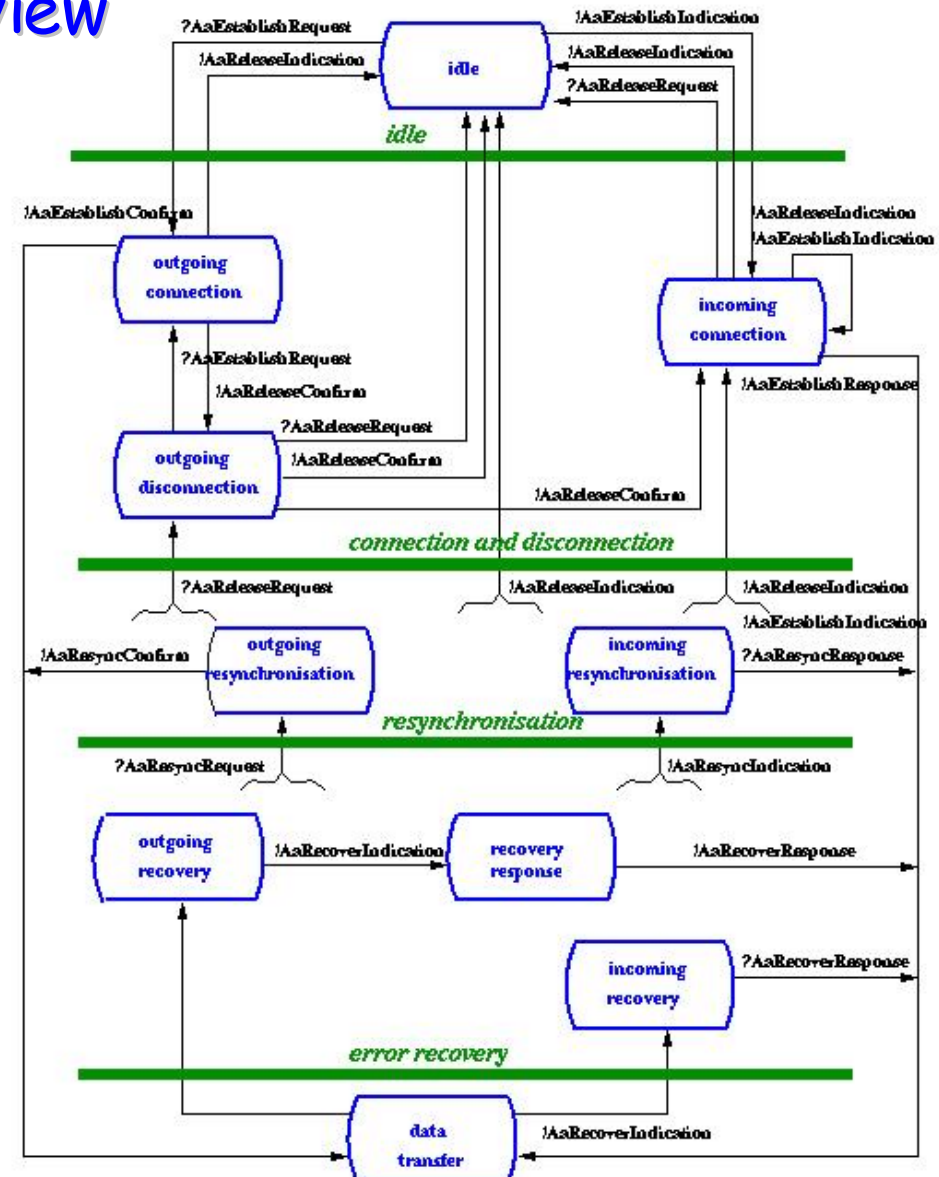 view
?AaEstablishRequest
!AaEstablishIndication
!AaReleaseIndication
idle
!AaReleaseIndication
?AaReleaseRequest
idle
!AaEstablishConfirm
!AaReleaseIndication
!AaEstablishIndication
outgoing
connection
incoming
connection
?AaEstablishRequest
!AaReleaseConfirm
!AaEstablishResponse
?AaReleaseRequest
outgoing
disconnection
!AaReleaseConfirm
!AaReleaseConfirm
connection and disconnection
?AaReleaseRequest
!AaReleaseIndication
!AaReleaseIndication
!AaEstablishIndication
!AaResyncConfirm
outgoing
resynchronisation
incoming
resynchronisation
?AaResyncResponse
resynchronisation
?AaResyncRequest
!AaResyncIndication
outgoing
recovery
!AaRecoverIndication
recovery
response
!AaRecoverResponse
incoming
recovery
?AaRecoverResponse
error recovery
data
transfer
!AaRecoverIndication